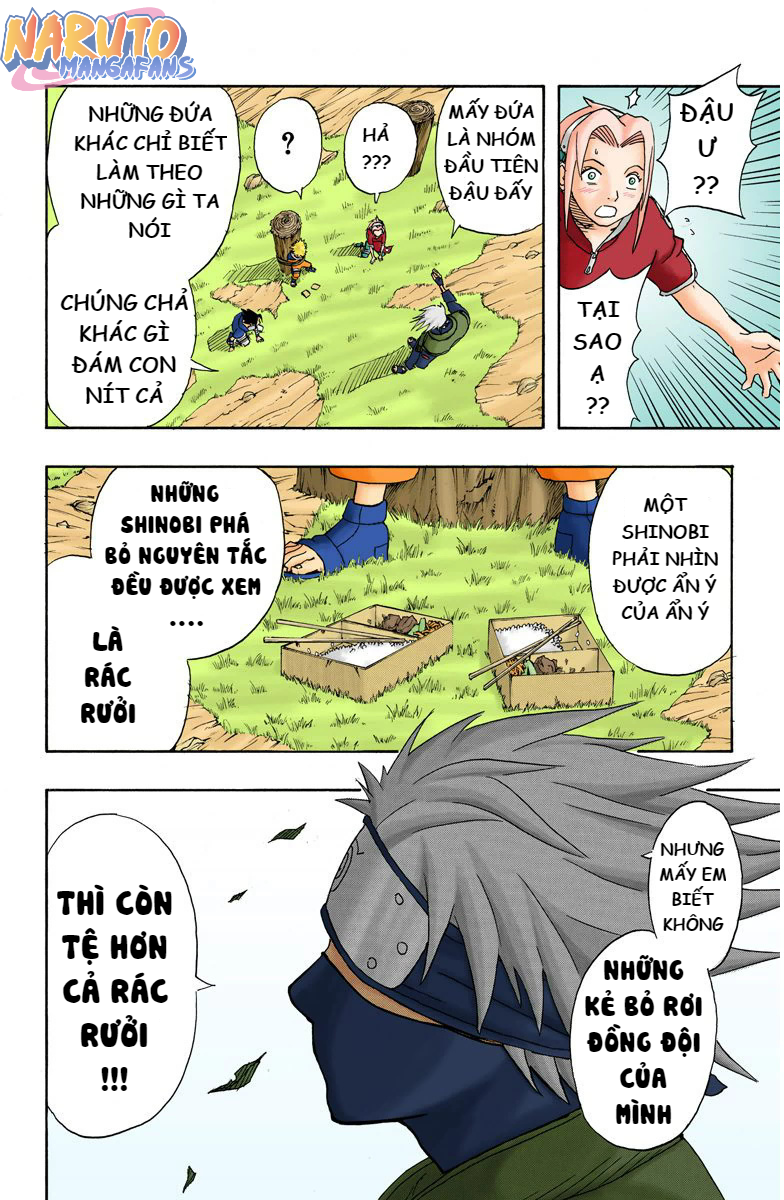 NARUTO
MANGAFANS
ĐẬU
Ư
??
TẠI
SAO
Ạ
??
MẤY ĐỨA
LÀ NHÓM
ĐẦU TIÊN
ĐẬU ĐẤY
HẢ
???
?
NHỮNG ĐỨA
KHÁC CHỈ BIẾT
LÀM THEO
NHỮNG GÌ TA
NÓI
CHÚNG CHẢ
KHÁC GÌ
ĐÁM CON
NÍT CẢ
MỘT
SHINOBI
PHẢI NHÌN
ĐƯỢC ẨN Ý
CỦA ẨN Ý
NHỮNG
SHINOBI PHÁ
BỎ NGUYÊN TẮC
ĐỀU ĐƯỢC XEM
....
LÀ
RÁC
RƯỞI
NHƯNG
MẤY EM
BIẾT
KHÔNG
NHỮNG
KẺ BỎ RƠI
ĐỒNG ĐỘI
CỦA
MÌNH
THÌ CÒN
TỆ HƠN
CẢ RÁC
RƯỞI
!!!